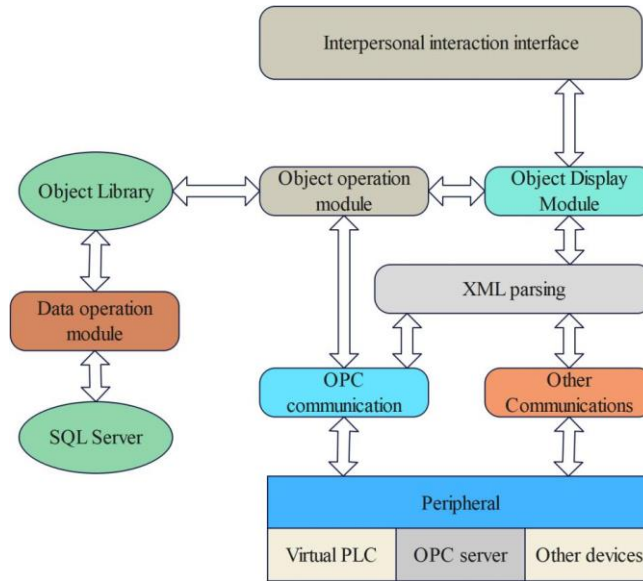 Interpersonal interaction interface
Object Library
Object operation
module
Object Display
Module
Data operation
module
XML parsing
SQL Server
OPC
communication
Other
Communications
Peripheral
Virtual PLC
OPC server
Other devices